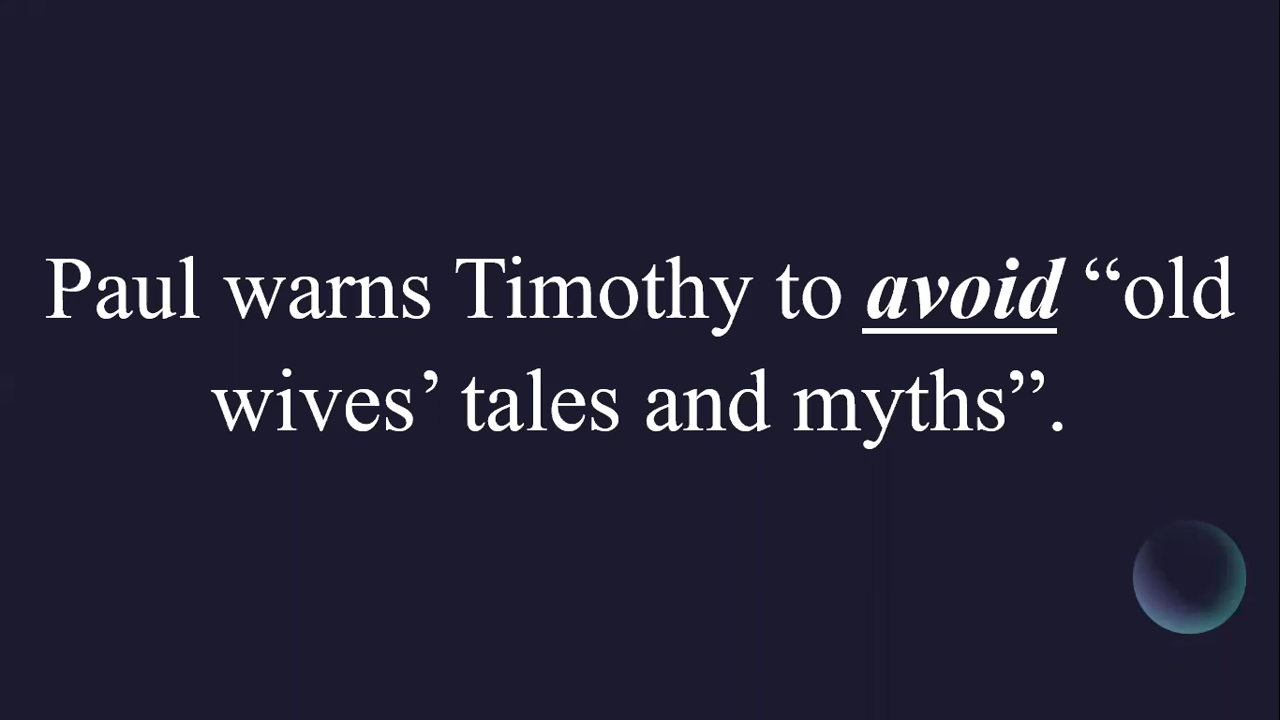 Paul warns Timothy to avoid “old
wives’ tales and myths”.